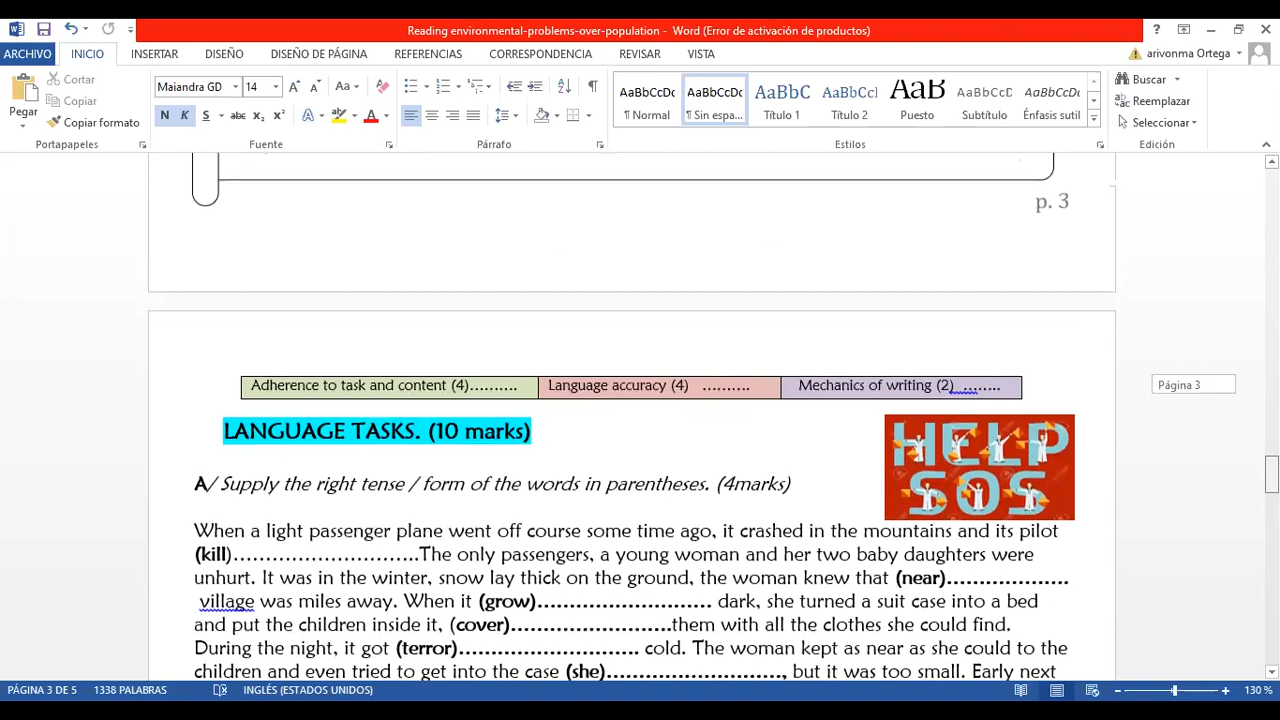 Reading environmental-problems-over-population - Word (Error de activación de productos)
ARCHIVO INICIO INSERTAR DISEÑO DISEÑO DE PÁGINA REFERENCIAS CORRESPONDENCIA REVISAR VISTA arivonma Ortega
Pegar Cortar Copiar Copiar formato
Portapapeles
Maiandra GD 14
N K S abc x₂ x² A A
Fuente
Párrafo
AaBbCcDc AaBbCcDc AaBbC AaBbCcI AaB AaBbCcD AaBbCcDc
¶ Normal ¶ Sin espa... Título 1 Título 2 Puesto Subtítulo Énfasis sutil
Estilos
Buscar
Reemplazar
Seleccionar
Edición
p. 3
Página 3
Adherence to task and content (4)………. Language accuracy (4) ………. Mechanics of writing (2) ……..
LANGUAGE TASKS. (10 marks)
HELP
SOS
A/ Supply the right tense / form of the words in parentheses. (4marks)
When a light passenger plane went off course some time ago, it crashed in the mountains and its pilot
(kill)…………………………….The only passengers, a young woman and her two baby daughters were
unhurt. It was in the winter, snow lay thick on the ground, the woman knew that (near)………………….
village was miles away. When it (grow)………………………….. dark, she turned a suit case into a bed
and put the children inside it, (cover)………………………..them with all the clothes she could find.
During the night, it got (terror)……………………………. cold. The woman kept as near as she could to the
children and even tried to get into the case (she)……………………………, but it was too small. Early next
PÁGINA 3 DE 5 1338 PALABRAS INGLÉS (ESTADOS UNIDOS) 130 %